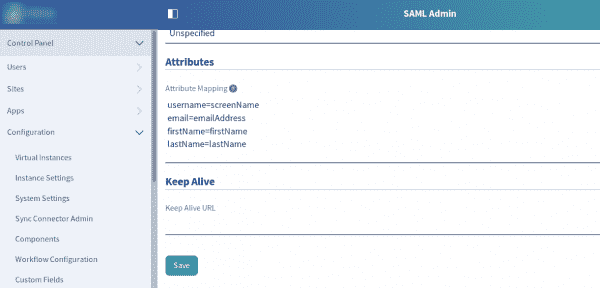 SAML Admin
Control Panel
Users
Sites
Apps
Configuration
Virtual Instances
Instance Settings
System Settings
Sync Connector Admin
Components
Workflow Configuration
Custom Fields
Unspecified
Attributes
Attribute Mapping ?
username=screenName
email=emailAddress
firstName=firstName
lastName=lastName
Keep Alive
Keep Alive URL
Save